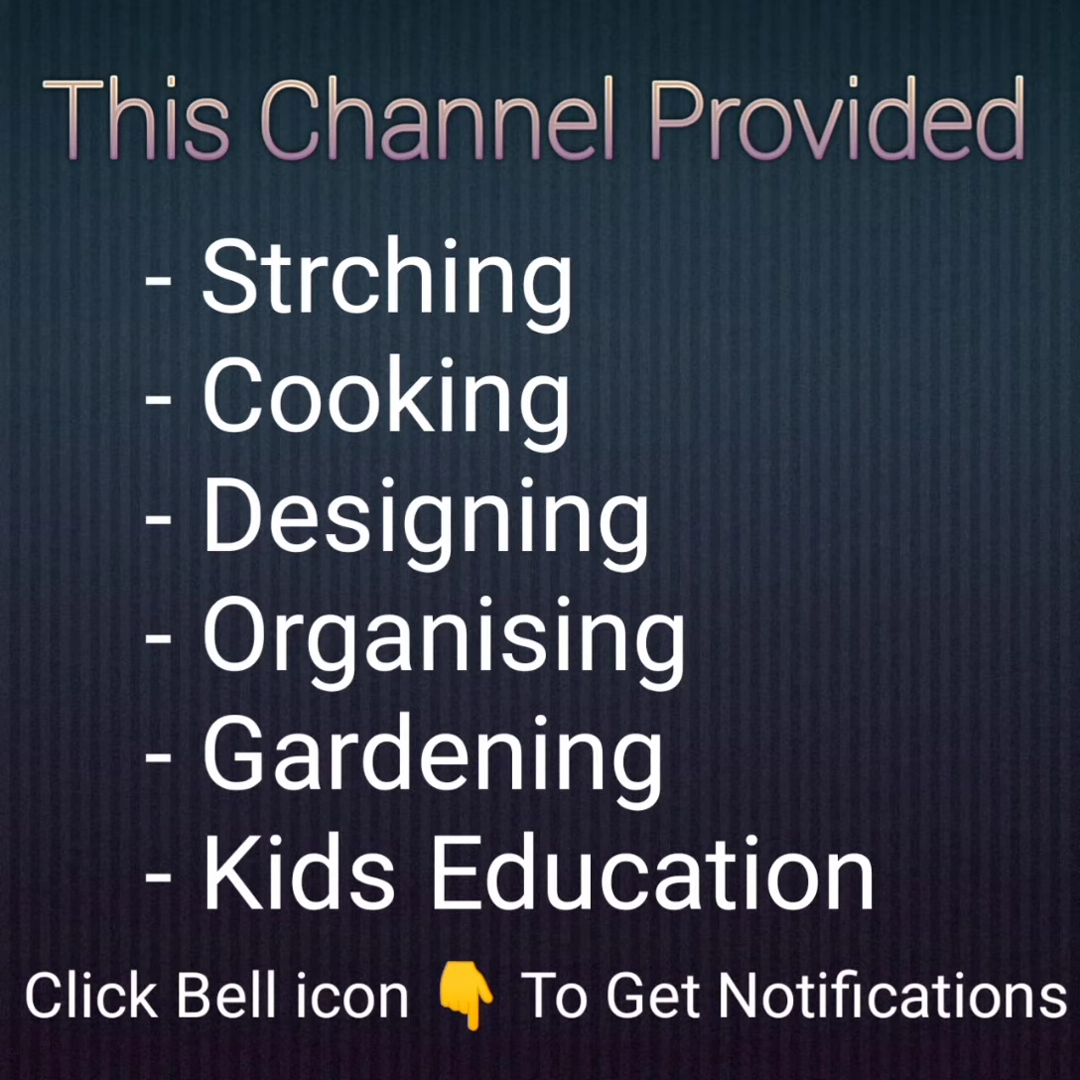 This Channel Provided
- Strching
- Cooking
- Designing
- Organising
- Gardening
- Kids Education
Click Bell icon 👇 To Get Notifications